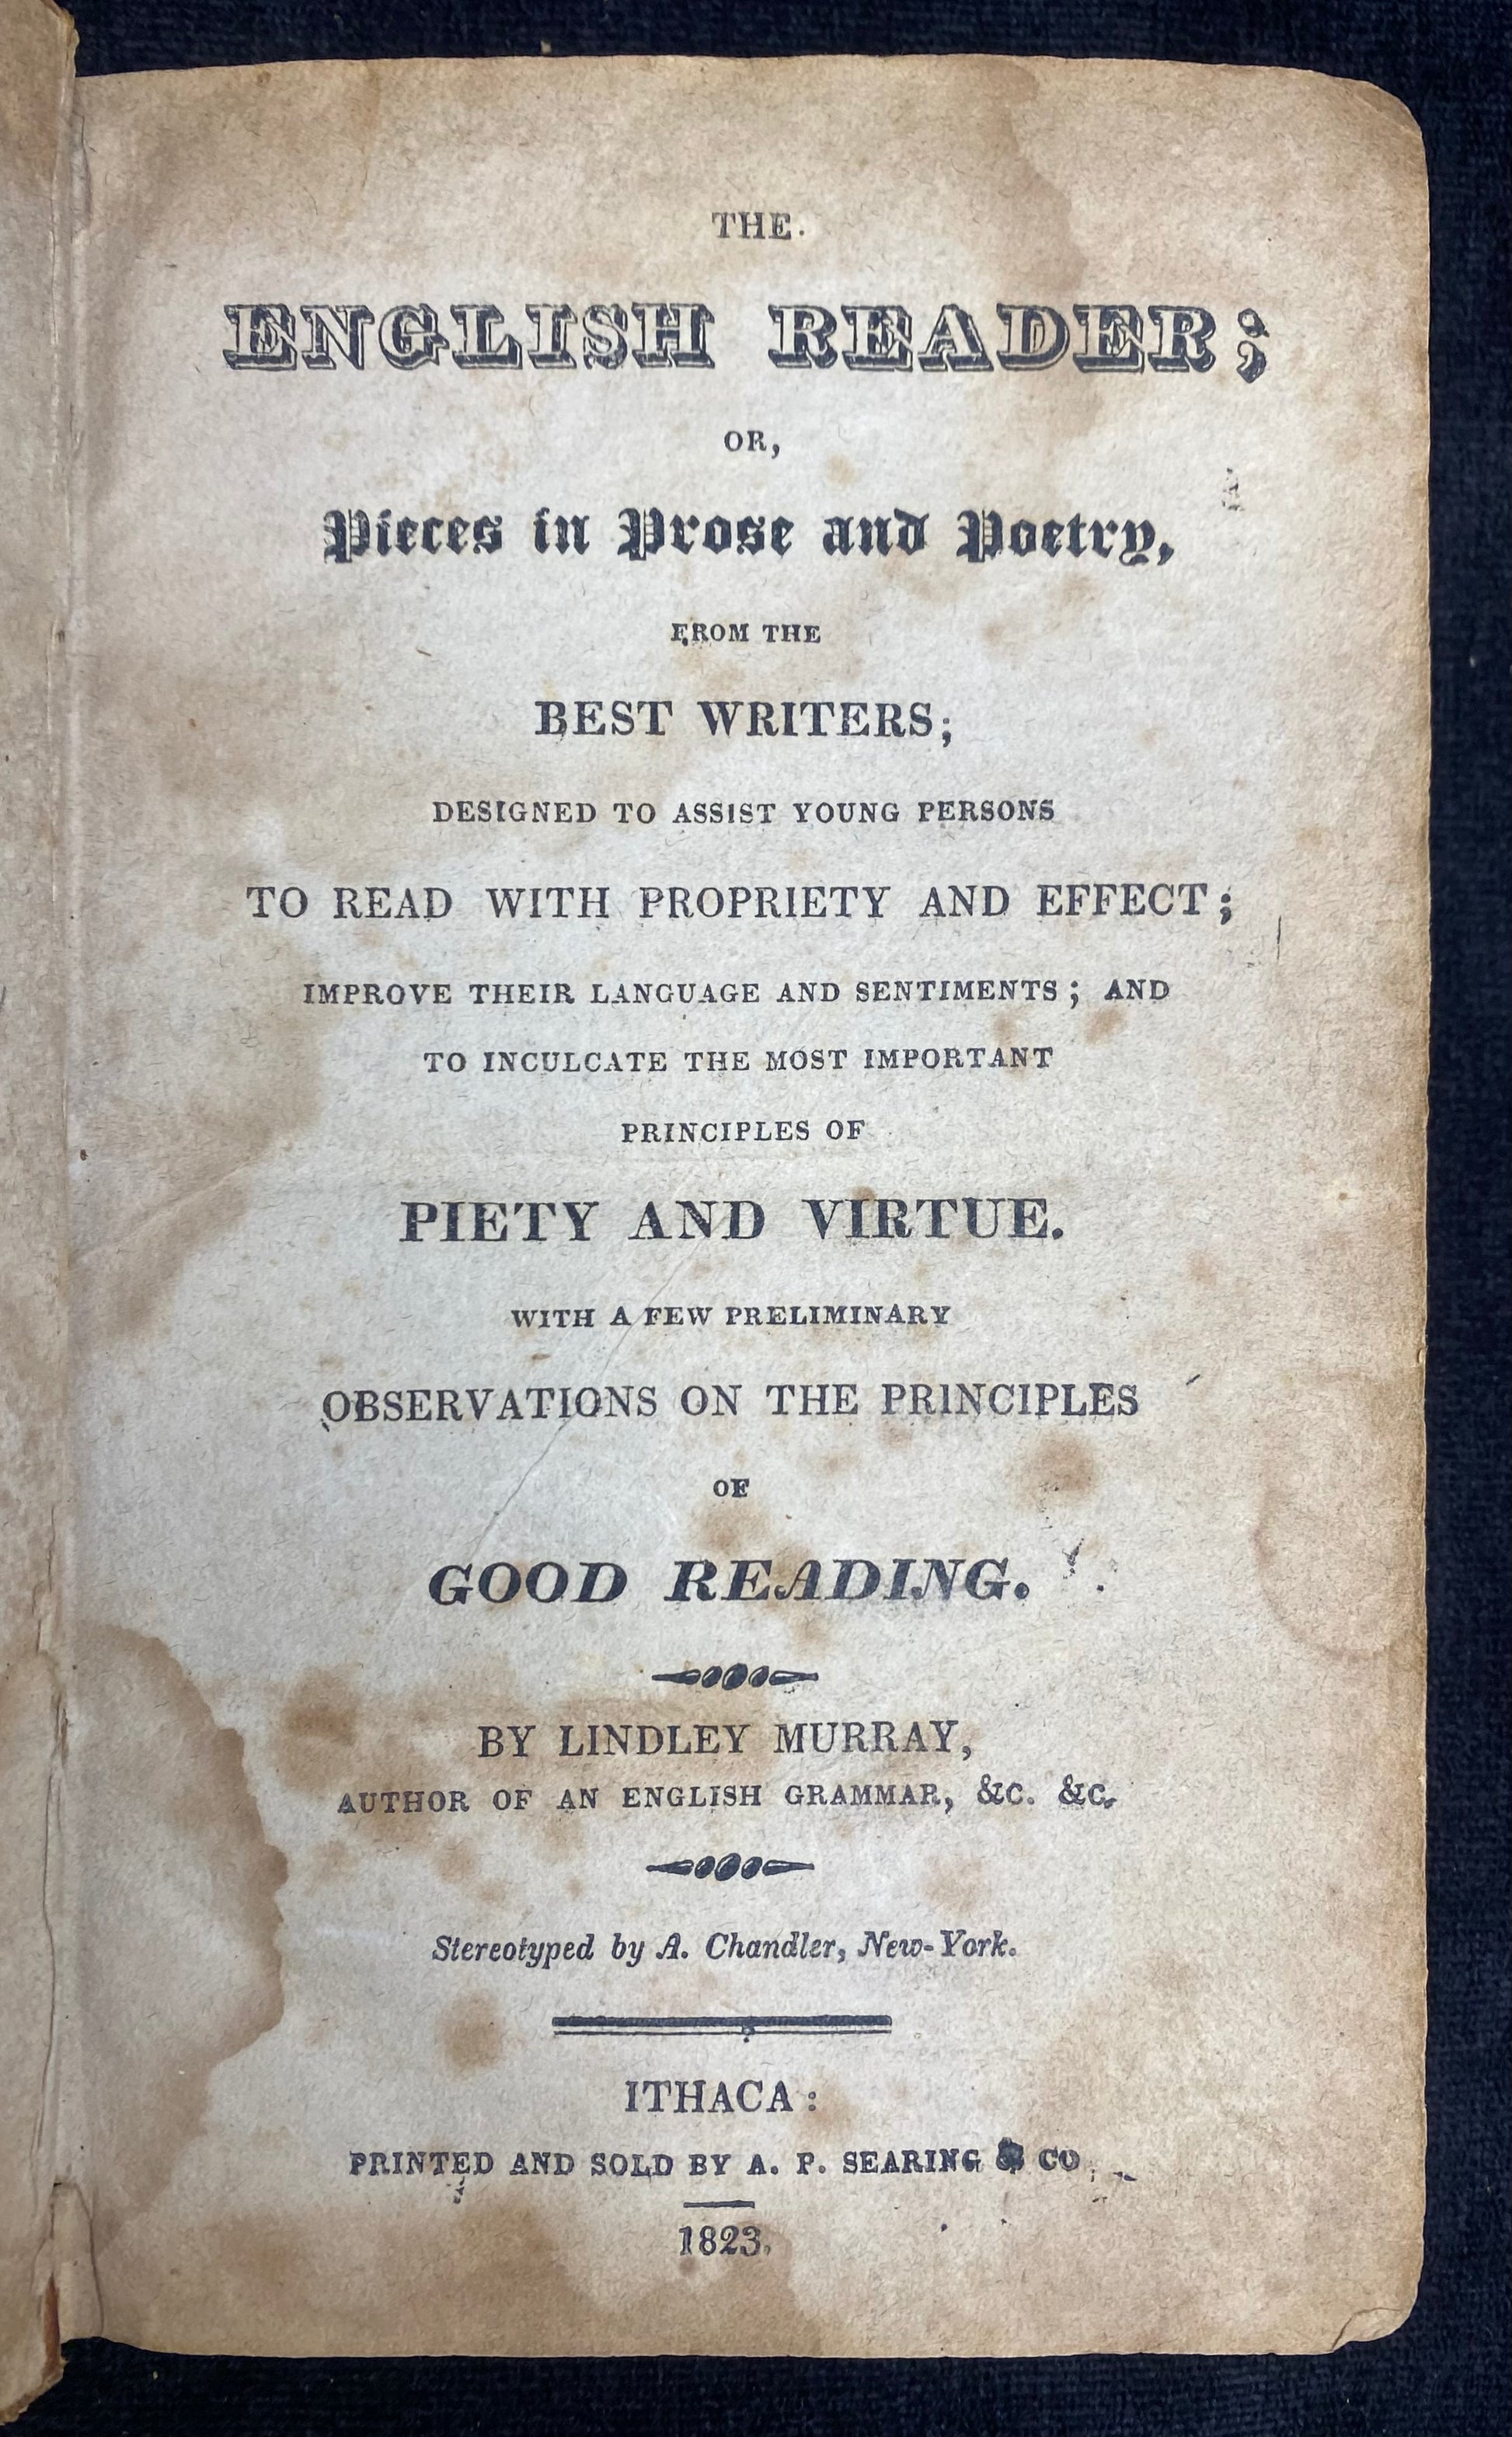 THE
ENGLISH READER;
OR,
Pieces in Prose and Poetry,
FROM THE
BEST WRITERS;
DESIGNED TO ASSIST YOUNG PERSONS
TO READ WITH PROPRIETY AND EFFECT;
IMPROVE THEIR LANGUAGE AND SENTIMENTS; AND
TO INCULCATE THE MOST IMPORTANT
PRINCIPLES OF
PIETY AND VIRTUE.
WITH A FEW PRELIMINARY
OBSERVATIONS ON THE PRINCIPLES
OF
GOOD READING.
BY LINDLEY MURRAY,
AUTHOR OF AN ENGLISH GRAMMAR, &C. &C.
Stereotyped by A. Chandler, New-York.
ITHACA:
PRINTED AND SOLD BY A. P. SEARING & CO.
1823.